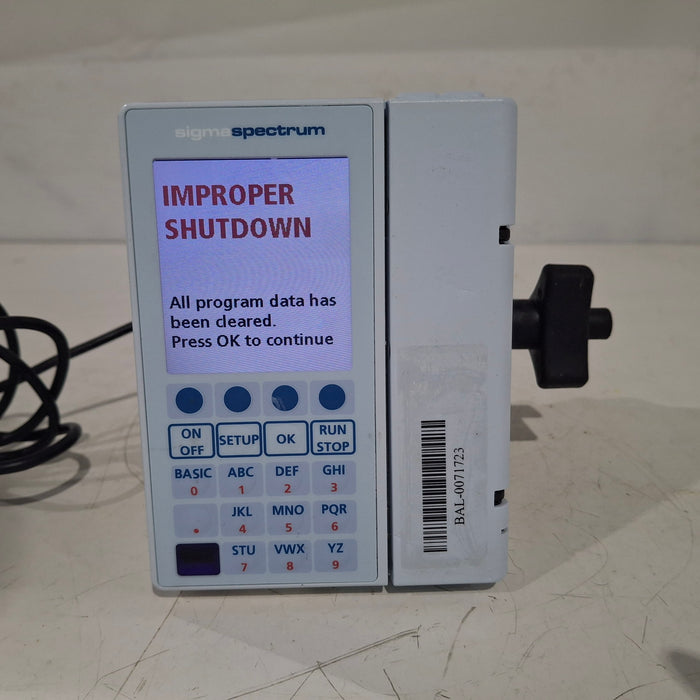 sigmaspectrum
IMPROPER
SHUTDOWN
All program data has
been cleared.
Press OK to continue
ON
OFF
SETUP
OK
RUN
STOP
BASIC ABC DEF GHI
0 1 2 3
JKL MNO PQR
. 4 5 6
STU VWX YZ
7 8 9
BAL-0071723